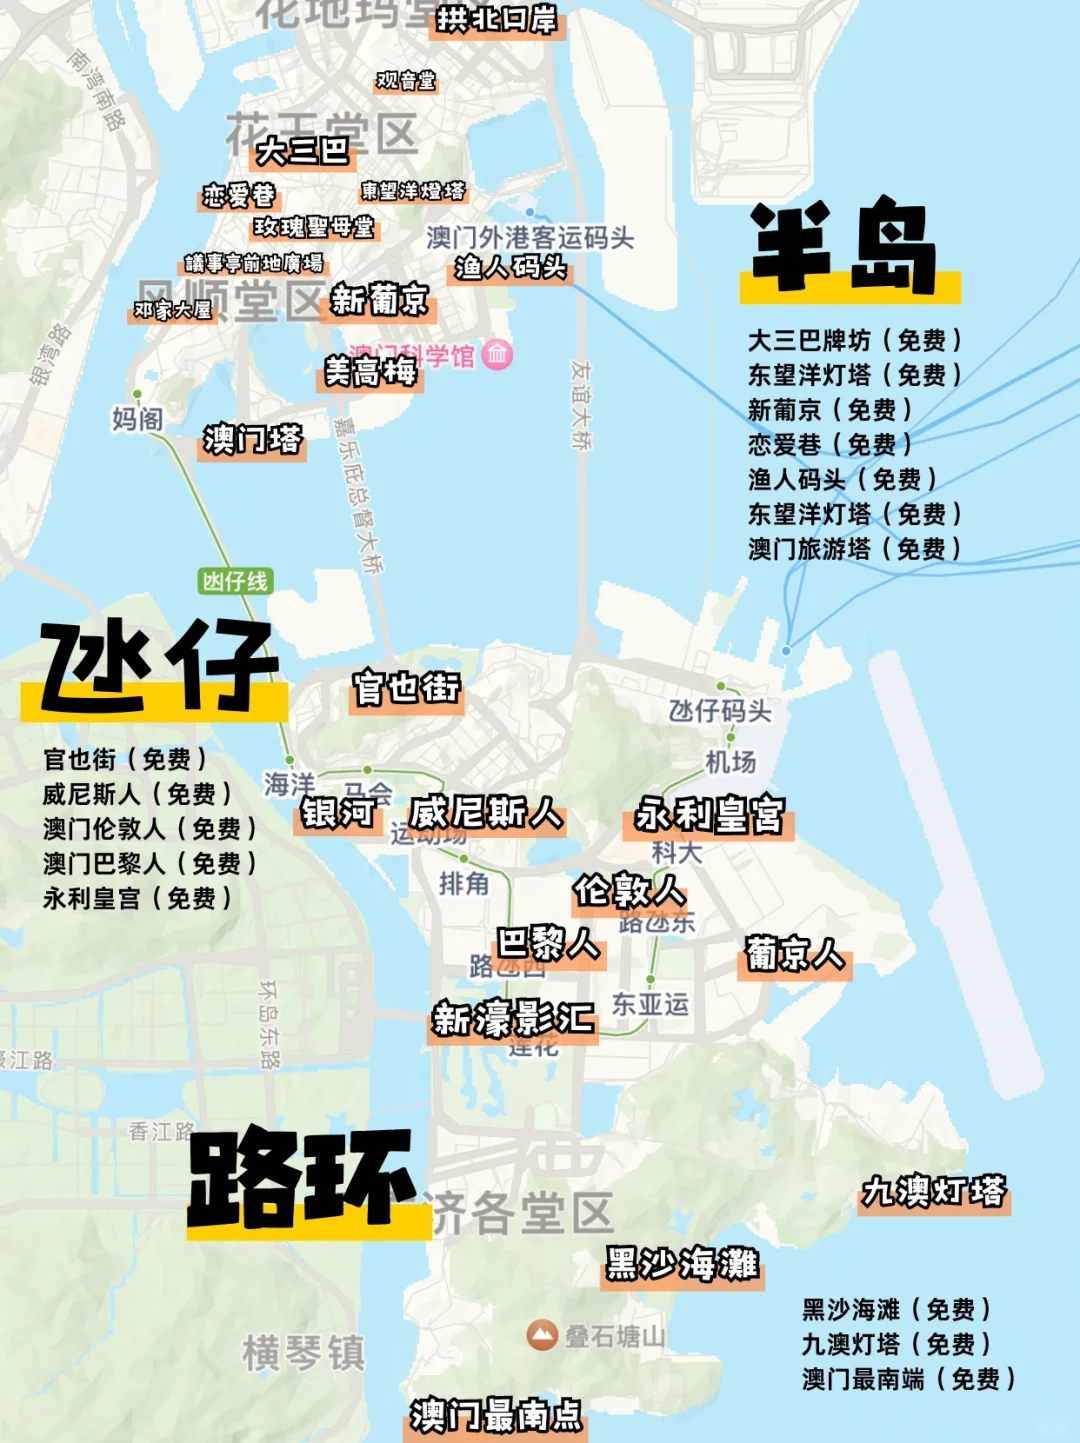 花地玛堂区
拱北口岸
南湾南路
观音堂
花王堂区
大三巴
恋爱巷
東望洋燈塔
玫瑰聖母堂
澳门外港客运码头
議事亭前地廣場
渔人码头
风顺堂区
新葡京
邓家大屋
半岛
大三巴牌坊（免费）
东望洋灯塔（免费）
新葡京（免费）
恋爱巷（免费）
渔人码头（免费）
东望洋灯塔（免费）
澳门旅游塔（免费）
银湾路
澳门科学馆
美高梅
友谊大桥
妈阁
澳门塔
嘉乐庇总督大桥
氹仔线
氹仔
官也街（免费）
威尼斯人（免费）
澳门伦敦人（免费）
澳门巴黎人（免费）
永利皇宫（免费）
官也街
氹仔码头
机场
海洋
马会
银河
威尼斯人
永利皇宮
运动场
科大
排角
伦敦人
路氹东
巴黎人
葡京人
路氹西
新濠影汇
东亚运
莲花
环岛东路
濠江路
香江路
路环
济各堂区
九澳灯塔
黑沙海灘
叠石塘山
横琴镇
黑沙海滩（免费）
九澳灯塔（免费）
澳门最南端（免费）
澳门最南点